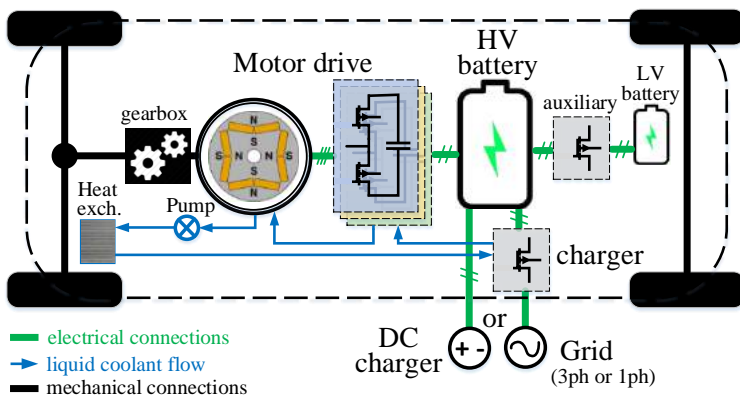 HV
battery
Motor drive
LV
battery
auxiliary
gearbox
N
N
S
S
N
N
S
S
N
N
S
S
Heat
exch.
Pump
charger
DC
charger
or
+ -
Grid
(3ph or 1ph)
electrical connections
liquid coolant flow
mechanical connections